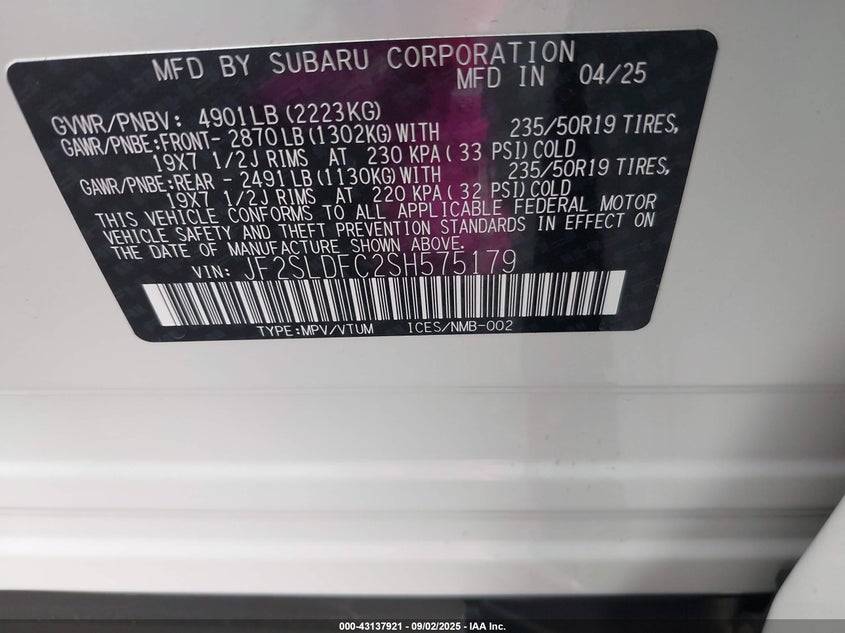 MFD BY SUBARU CORPORATION
MFD IN 04/25
GVWR/PNBV: 4901LB (2223KG)
GAWR/PNBE:FRONT- 2870LB (1302KG)WITH 235/50R19 TIRES,
19X7 1/2J RIMS AT 230 KPA( 33 PSI)COLD
GAWR/PNBE:REAR - 2491LB(1130KG)WITH 235/50R19 TIRES,
19X7 1/2J RIMS AT 220 KPA( 32 PSI)COLD
THIS VEHICLE CONFORMS TO ALL APPLICABLE FEDERAL MOTOR
VEHICLE SAFETY AND THEFT PREVENTION STANDARDS IN EFFECT ON
THE DATE OF MANUFACTURE SHOWN ABOVE.
VIN: JF2SLDFC2SH575179
TYPE:MPV/VTUM ICES/NMB-002
000-43137921 - 09/02/2025 - IAA Inc.